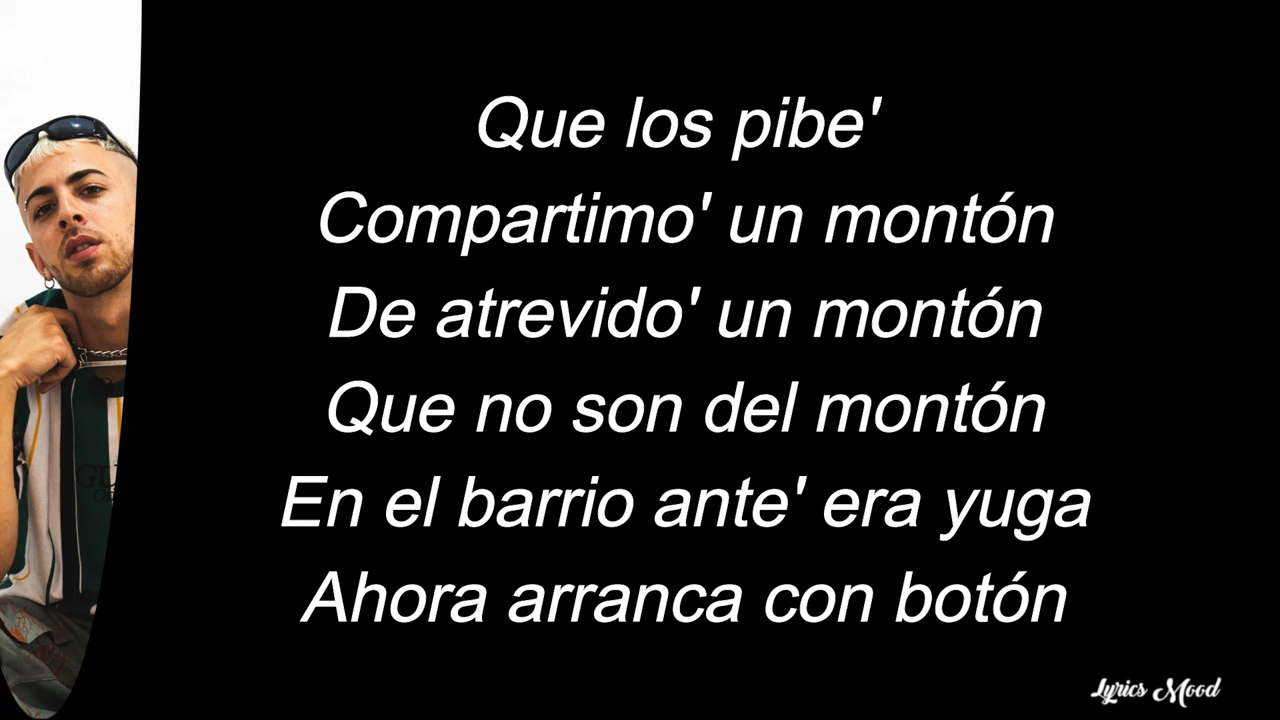 Que los pibe'
Compartimo' un montón
De atrevido' un montón
Que no son del montón
En el barrio ante' era yuga
Ahora arranca con botón
Lyrics Mood